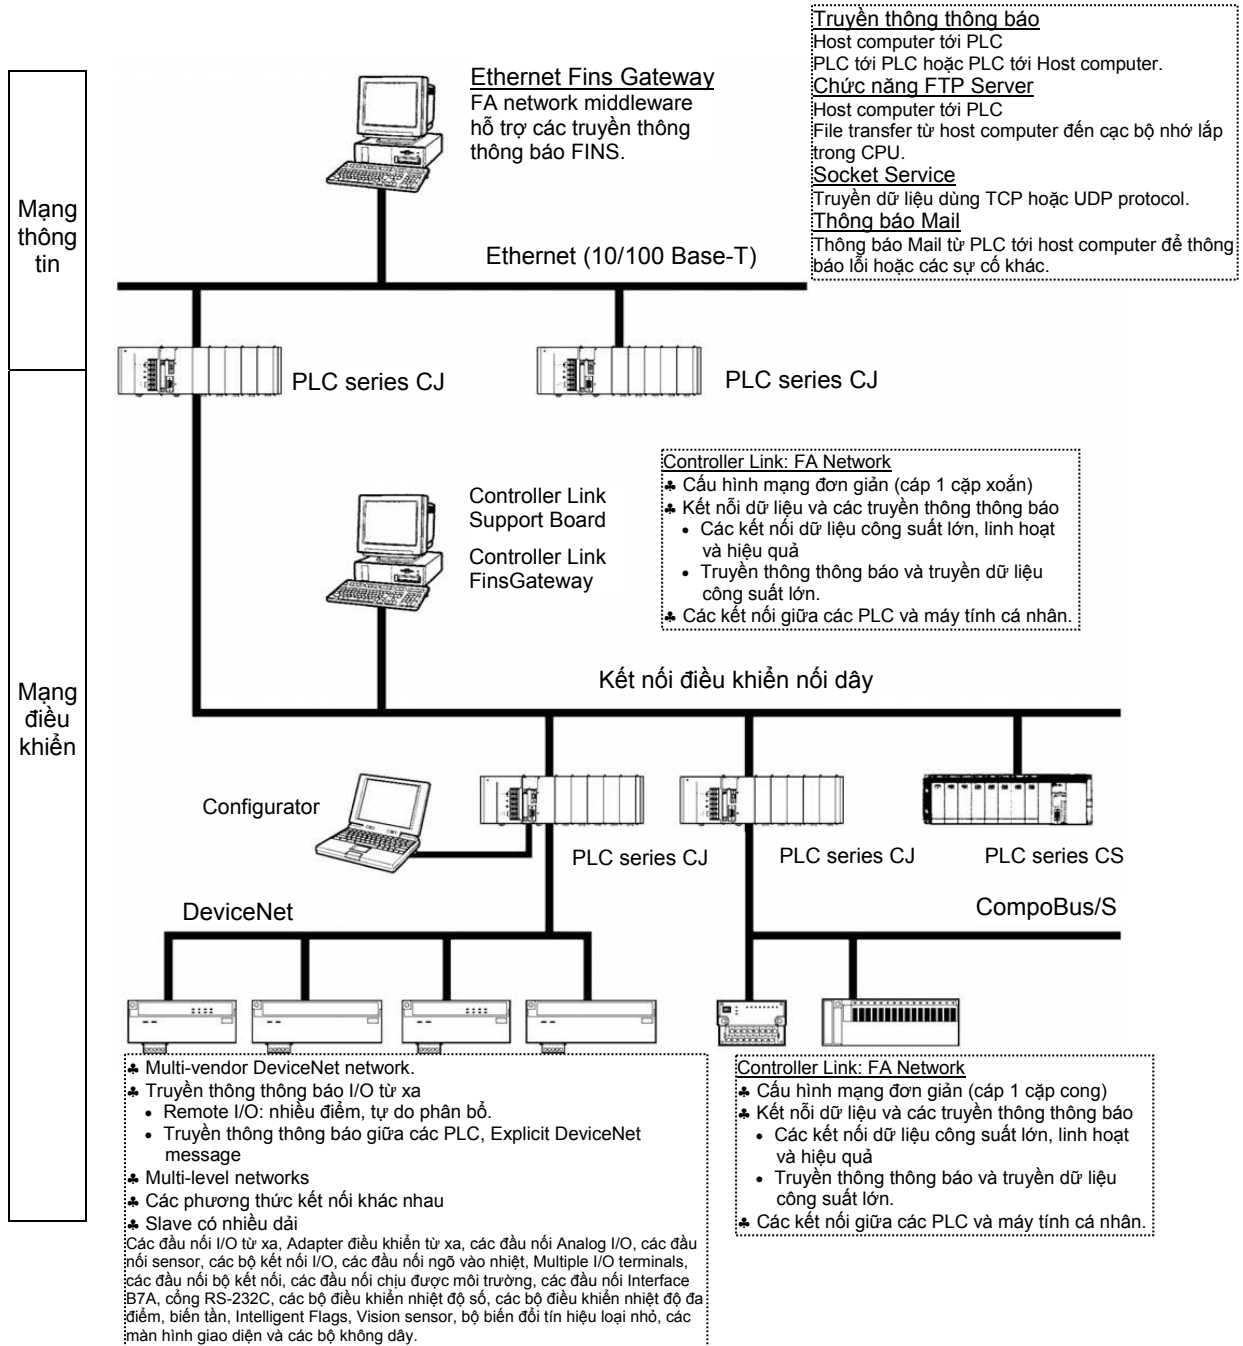 Truyền thông thông báo
Host computer tới PLC
PLC tới PLC hoặc PLC tới Host computer.
Chức năng FTP Server
Host computer tới PLC
File transfer từ host computer đến cạc bộ nhớ lắp
trong CPU.
Socket Service
Truyền dữ liệu dùng TCP hoặc UDP protocol.
Thông báo Mail
Thông báo Mail từ PLC tới host computer để thông
báo lỗi hoặc các sự cố khác.
Ethernet Fins Gateway
FA network middleware
hỗ trợ các truyền thông
thông báo FINS.
Mạng
thông
tin
Ethernet (10/100 Base-T)
PLC series CJ
PLC series CJ
Controller Link
Support Board
Controller Link
FinsGateway
Controller Link: FA Network
♣ Cấu hình mạng đơn giản (cáp 1 cặp xoắn)
♣ Kết nỗi dữ liệu và các truyền thông thông báo
• Các kết nối dữ liệu công suất lớn, linh hoạt
và hiệu quả
• Truyền thông thông báo và truyền dữ liệu
công suất lớn.
♣ Các kết nối giữa các PLC và máy tính cá nhân.
Mạng
điều
khiển
Kết nối điều khiển nối dây
Configurator
PLC series CJ
PLC series CJ
PLC series CS
DeviceNet
CompoBus/S
♣ Multi-vendor DeviceNet network.
♣ Truyền thông thông báo I/O từ xa
• Remote I/O: nhiều điểm, tự do phân bổ.
• Truyền thông thông báo giữa các PLC, Explicit DeviceNet
message
♣ Multi-level networks
♣ Các phương thức kết nối khác nhau
♣ Slave có nhiều dải
Các đầu nối I/O từ xa, Adapter điều khiển từ xa, các đầu nối Analog I/O, các đầu
nối sensor, các bộ kết nối I/O, các đầu nối ngõ vào nhiệt, Multiple I/O terminals,
các đầu nối bộ kết nối, các đầu nối chịu được môi trường, các đầu nối Interface
B7A, cổng RS-232C, các bộ điều khiển nhiệt độ số, các bộ điều khiển nhiệt độ đa
điểm, biến tần, Intelligent Flags, Vision sensor, bộ biến đổi tín hiệu loại nhỏ, các
màn hình giao diện và các bộ không dây.
Controller Link: FA Network
♣ Cấu hình mạng đơn giản (cáp 1 cặp cong)
♣ Kết nỗi dữ liệu và các truyền thông thông báo
• Các kết nối dữ liệu công suất lớn, linh hoạt
và hiệu quả
• Truyền thông thông báo và truyền dữ liệu
công suất lớn.
♣ Các kết nối giữa các PLC và máy tính cá nhân.